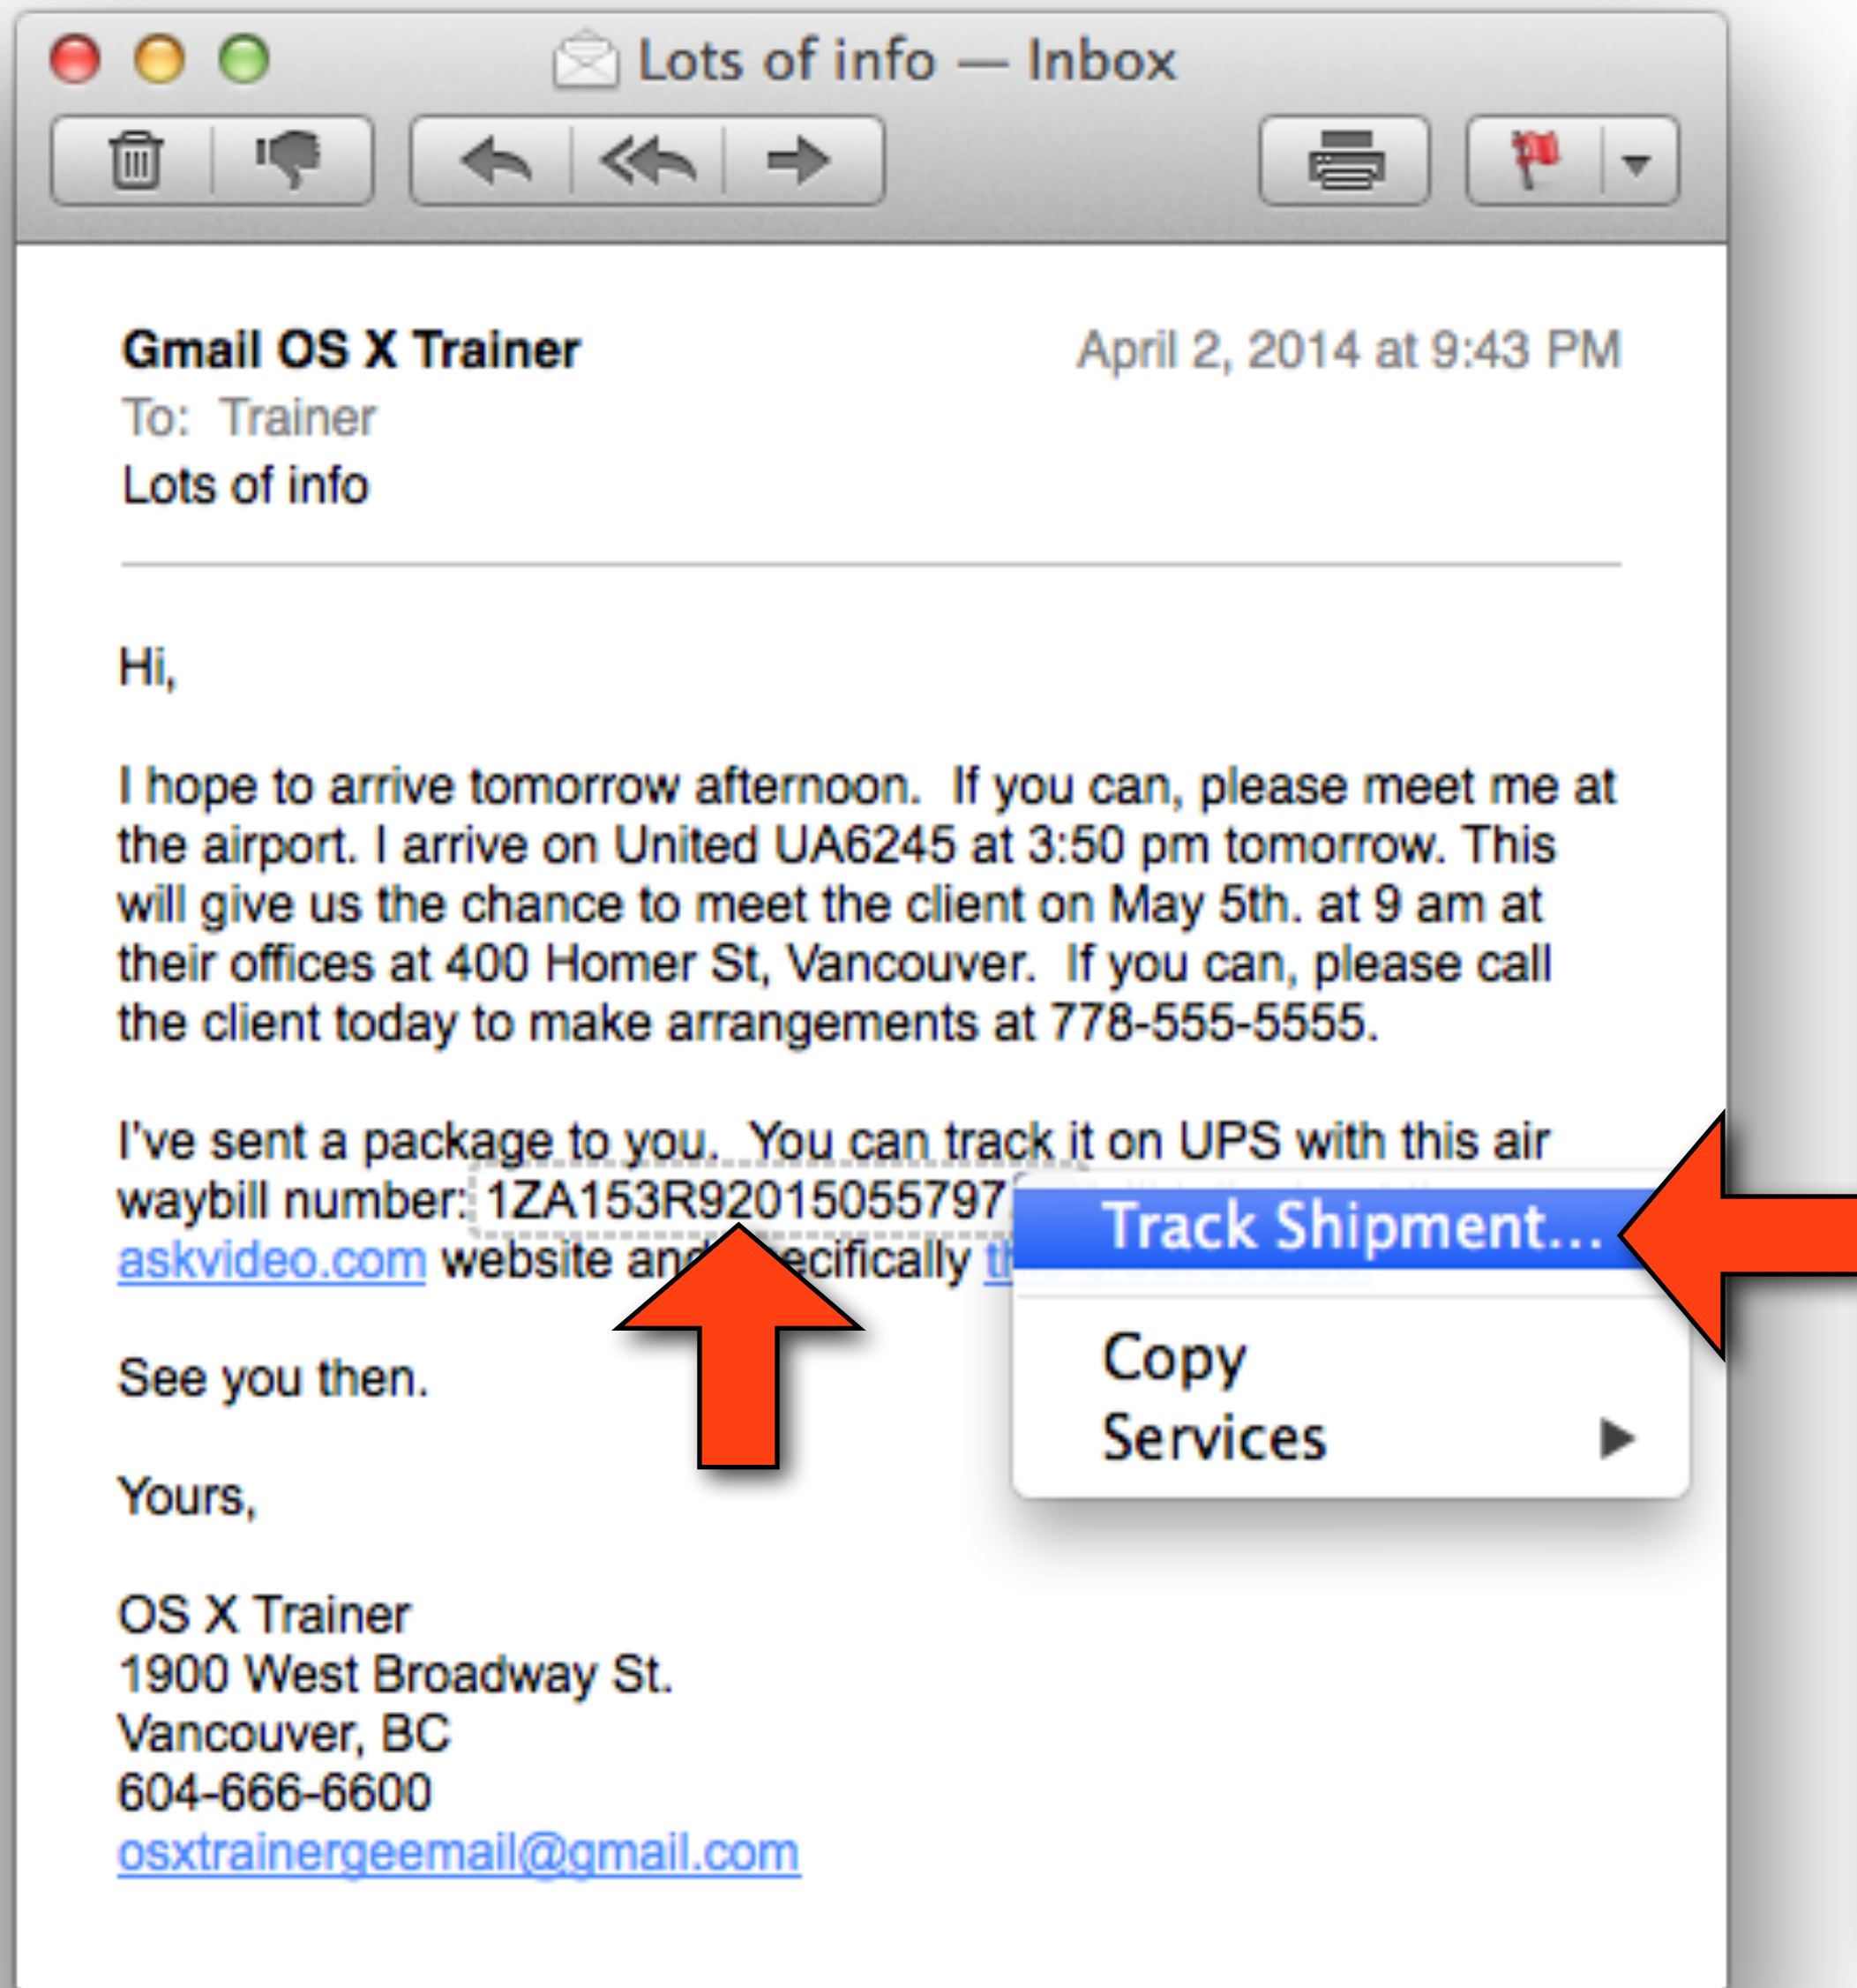 Lots of info — Inbox
Gmail OS X Trainer April 2, 2014 at 9:43 PM
To: Trainer
Lots of info
Hi,
I hope to arrive tomorrow afternoon.  If you can, please meet me at
the airport. I arrive on United UA6245 at 3:50 pm tomorrow. This
will give us the chance to meet the client on May 5th. at 9 am at
their offices at 400 Homer St, Vancouver.  If you can, please call
the client today to make arrangements at 778-555-5555.
I've sent a package to you.  You can track it on UPS with this air
waybill number: 1ZA153R92015055797
Track Shipment...
askvideo.com website and
Copy
Services
See you then.
Yours,
OS X Trainer
1900 West Broadway St.
Vancouver, BC
604-666-6600
osxtrainergeemail@gmail.com